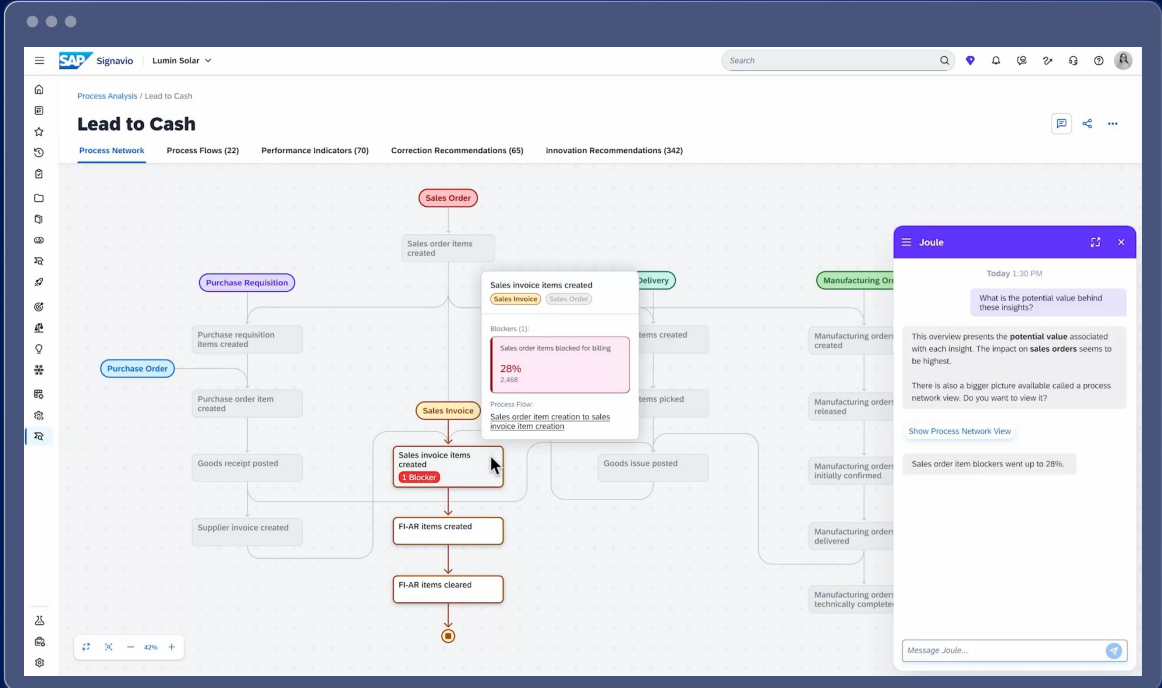 SAP Signavio Lumin Solar
Search
Process Analysis / Lead to Cash
Lead to Cash
Process Network Process Flows (22) Performance Indicators (70) Correction Recommendations (65) Innovation Recommendations (342)
Sales Order
Sales order items
created
Purchase Requisition
Purchase requisition
items created
Purchase Order
Purchase order item
created
Goods receipt posted
Supplier invoice created
Sales Invoice
Sales invoice items
created
1 Blocker
FI-AR items created
FI-AR items cleared
Sales invoice items created
Sales Invoice Sales Order
Blockers (1):
Sales order items blocked for billing
28%
2,468
Process Flow:
Sales order item creation to sales
invoice item creation
Delivery
items created
items picked
Goods issue posted
Manufacturing
Manufacturing orders
created
Manufacturing orders
released
Manufacturing orders
initially confirmed
Manufacturing orders
delivered
Manufacturing orders
technically complete
42%
Joule
Today 1:30 PM
What is the potential value behind
these insights?
This overview presents the potential value associated
with each insight. The impact on sales orders seems to
be highest.
There is also a bigger picture available called a process
network view. Do you want to view it?
Show Process Network View
Sales order item blockers went up to 28%.
Message Joule...